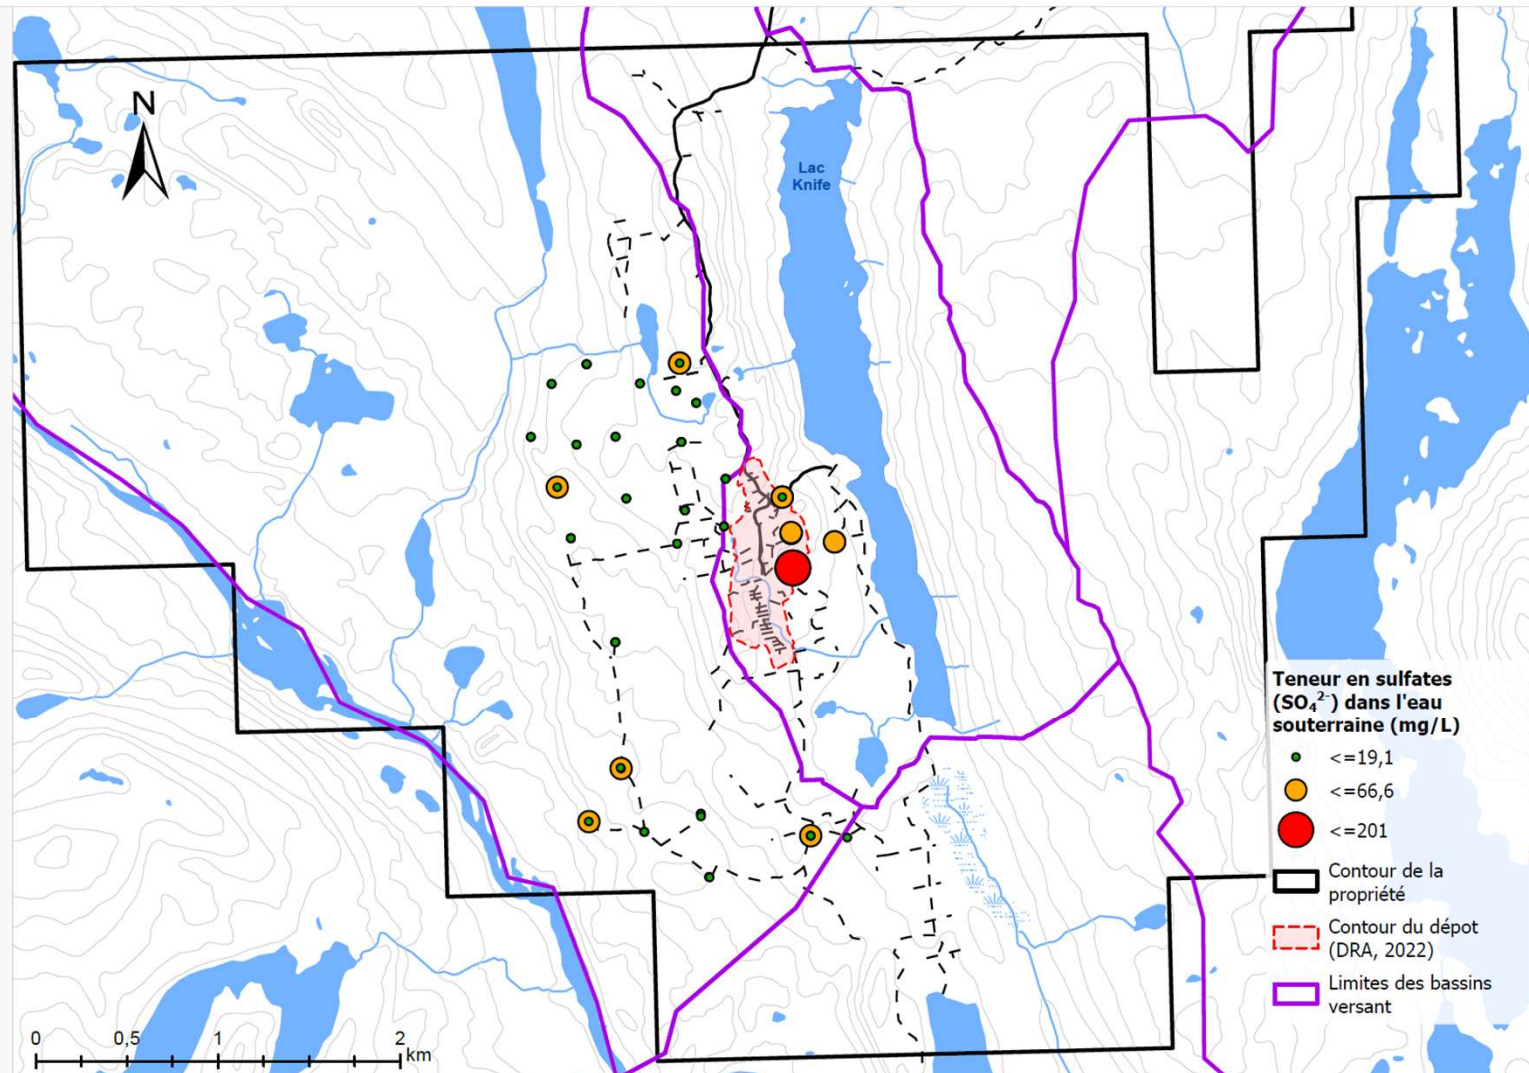 N
Lac
Knife
Teneur en sulfates
(SO₄²⁻) dans l'eau
souterraine (mg/L)
<=19,1
<=66,6
<=201
Contour de la
propriété
Contour du dépot
(DRA, 2022)
Limites des bassins
versant
0 0,5 1 2
km